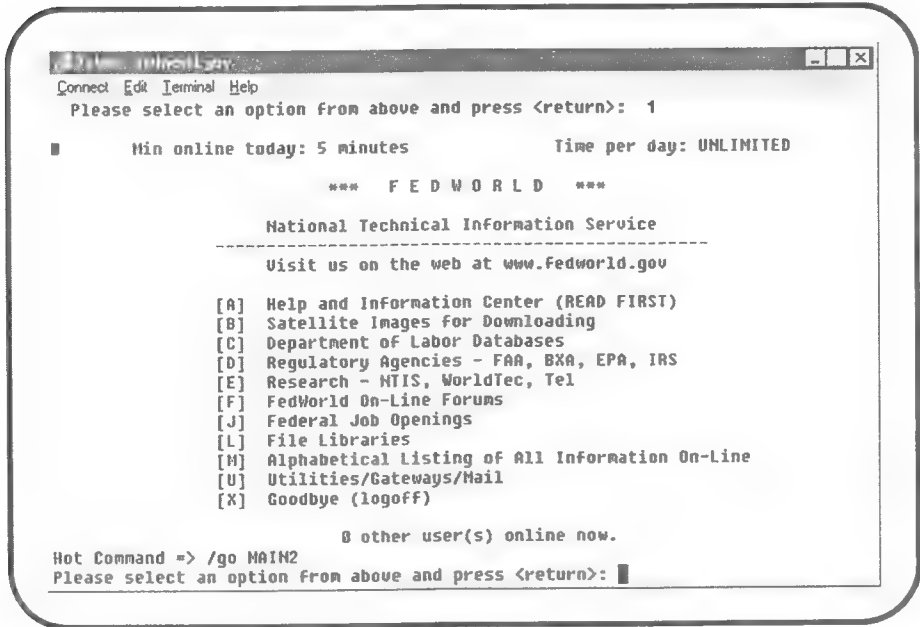 Connect Edit Terminal Help
Please select an option from above and press <return>: 1
Min online today: 5 minutes Time per day: UNLIMITED
*** F E D W O R L D ***
National Technical Information Service
-------------------------------------------------
Visit us on the web at www.fedworld.gov
[A] Help and Information Center (READ FIRST)
[B] Satellite Images for Downloading
[C] Department of Labor Databases
[D] Regulatory Agencies - FAA, BXA, EPA, IRS
[E] Research - NTIS, WorldTec, Tel
[F] FedWorld On-Line Forums
[J] Federal Job Openings
[L] File Libraries
[M] Alphabetical Listing of All Information On-Line
[U] Utilities/Gateways/Mail
[X] Goodbye (logoff)
0 other user(s) online now.
Hot Command => /go MAIN2
Please select an option from above and press <return>: